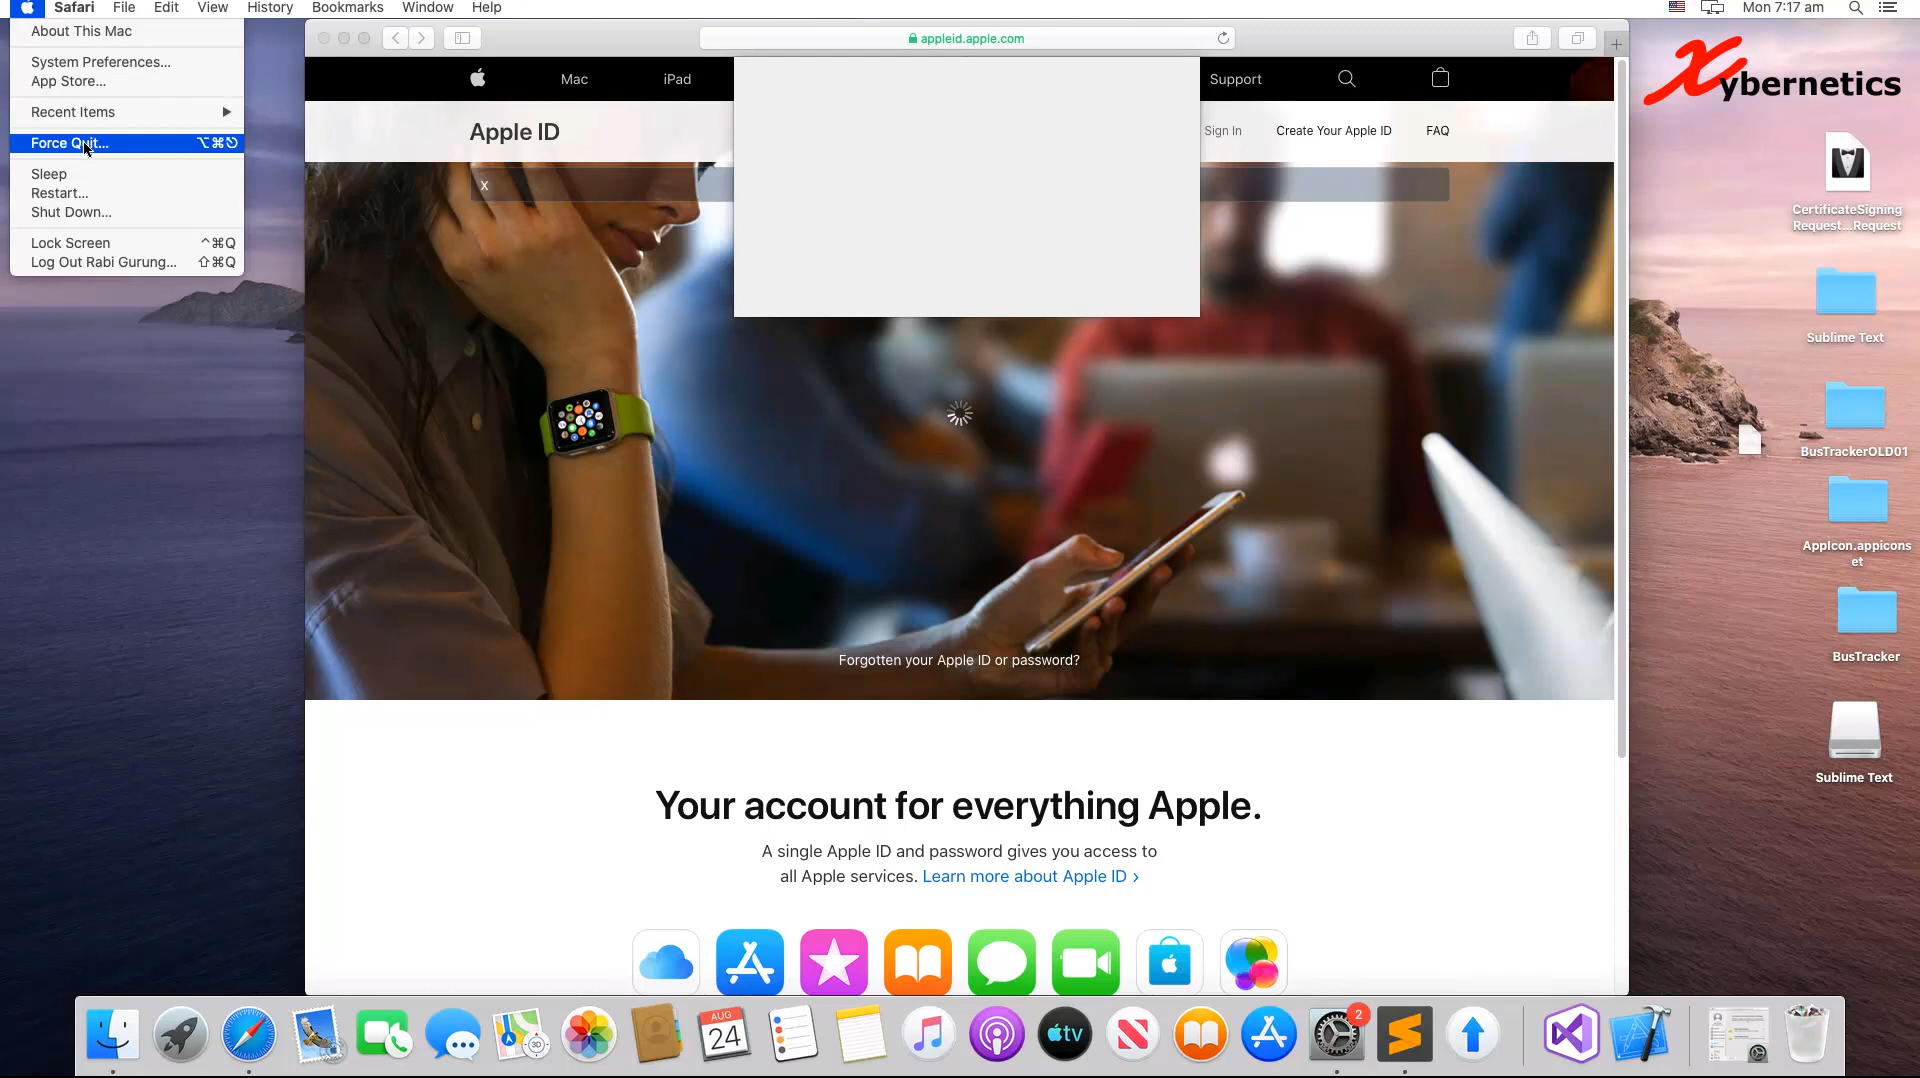 Safari File Edit View History Bookmarks Window Help
Mon 7:17 am
About This Mac
System Preferences...
App Store...
Recent Items
Force Quit...
Sleep
Restart...
Shut Down...
Lock Screen ^⌘Q
Log Out Rabi Gurung... ⇧⌘Q
appleid.apple.com
Mac iPad Support
Apple ID
Sign In Create Your Apple ID FAQ
X
Forgotten your Apple ID or password?
Your account for everything Apple.
A single Apple ID and password gives you access to
all Apple services. Learn more about Apple ID ›
Xybernetics
CertificateSigning
Request...Request
Sublime Text
BusTrackerOLD01
AppIcon.appicons
et
BusTracker
Sublime Text
AUG
24
3D
tv
2